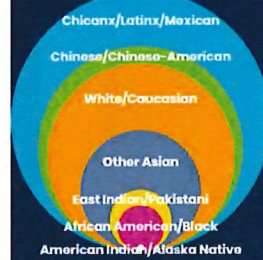 Chicanx/Latinx/Mexican
Chinese/Chinese-American
White/Caucasian
Other Asian
East Indian/Pakistani
African American/Black
American Indian/Alaska Native